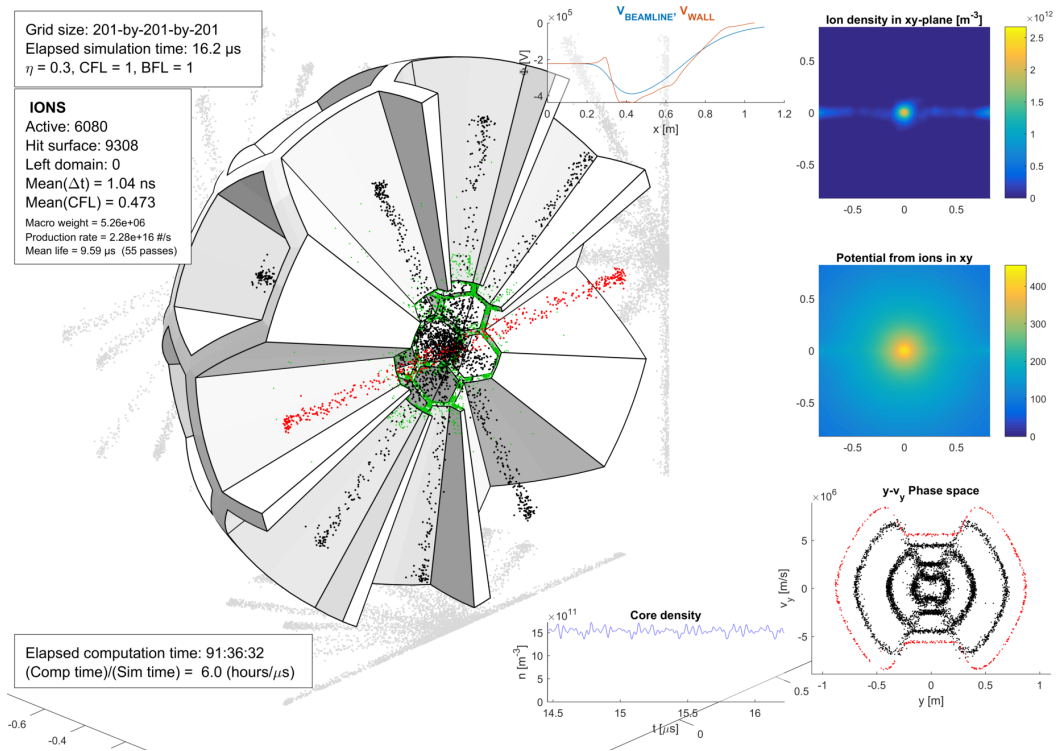 Grid size: 201-by-201-by-201
Elapsed simulation time: 16.2 μs
η = 0.3, CFL = 1, BFL = 1
IONS
Active: 6080
Hit surface: 9308
Left domain: 0
Mean(Δt) = 1.04 ns
Mean(CFL) = 0.473
Macro weight = 5.26e+06
Production rate = 2.28e+16 #/s
Mean life = 9.59 μs (55 passes)
Elapsed computation time: 91:36:32
(Comp time)/(Sim time) = 6.0 (hours/μs)
-0.6
-0.4
V_BEAMLINE, V_WALL
×10^5
0
-2
-4
[V]
0 0.2 0.4 0.6 0.8 1 1.2
x [m]
Core density
×10^11
15
10
5
0
n [m^-3]
14.5 15 15.5 16
t [μs]
0
0.5
Ion density in xy-plane [m^-3]
×10^12
0.5
0
-0.5
-0.5 0 0.5
2.5
2
1.5
1
0.5
0
Potential from ions in xy
0.5
0
-0.5
-0.5 0 0.5
400
300
200
100
0
y-v_y Phase space
×10^6
5
0
-5
v_y [m/s]
-1 -0.5 0 0.5 1
y [m]